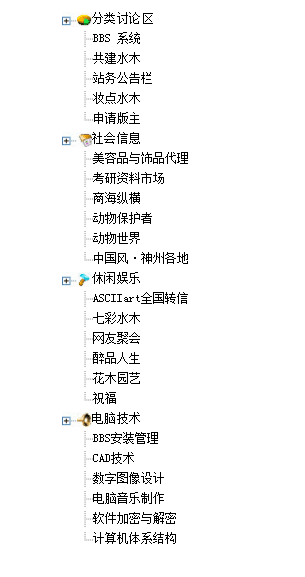 分类讨论区
BBS 系统
共建水木
站务公告栏
妆点水木
申请版主
社会信息
美容品与饰品代理
考研资料市场
商海纵横
动物保护者
动物世界
中国风·神州各地
休闲娱乐
ASCIIart全国转信
七彩水木
网友聚会
醉品人生
花木园艺
祝福
电脑技术
BBS安装管理
CAD技术
数字图像设计
电脑音乐制作
软件加密与解密
计算机体系结构